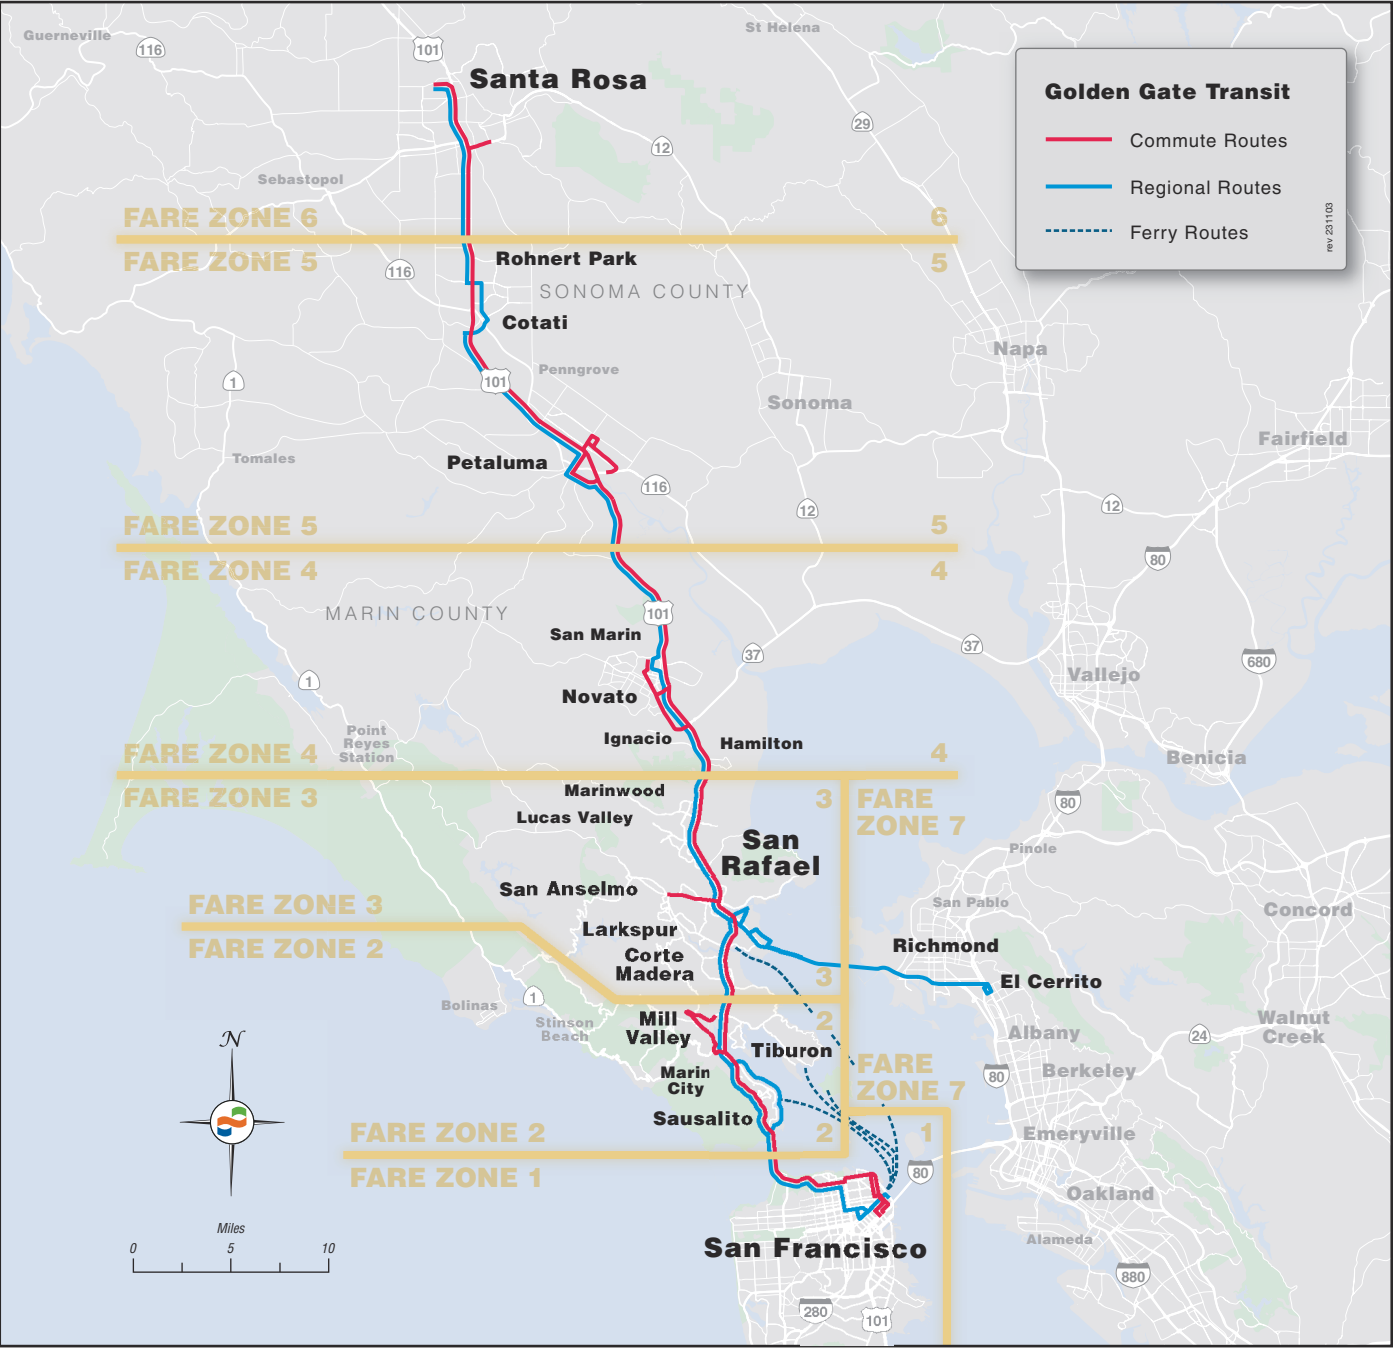 Guerneville
116
101
St Helena
Santa Rosa
Golden Gate Transit
Commute Routes
Regional Routes
Ferry Routes
rev 231103
29
12
Sebastopol
FARE ZONE 6
6
FARE ZONE 5
5
Rohnert Park
116
SONOMA COUNTY
Cotati
Napa
1
101
Penngrove
Sonoma
Fairfield
Tomales
Petaluma
116
12
12
FARE ZONE 5
5
80
FARE ZONE 4
4
MARIN COUNTY
101
San Marin
37
37
680
1
Vallejo
Novato
Point
Reyes
Station
Ignacio
Hamilton
FARE ZONE 4
4
Benicia
FARE ZONE 3
3
FARE
ZONE 7
Marinwood
80
Lucas Valley
San
Rafael
Pinole
San Anselmo
FARE ZONE 3
San Pablo
Concord
Larkspur
FARE ZONE 2
Richmond
Corte
Madera
3
El Cerrito
Bolinas
1
Stinson
Beach
Mill
Valley
2
Albany
24
Walnut
Creek
N
Tiburon
FARE
ZONE 7
Marin
City
80
Berkeley
Sausalito
FARE ZONE 2
2
1
Emeryville
FARE ZONE 1
80
Oakland
Miles
0
5
10
San Francisco
Alameda
880
280
101